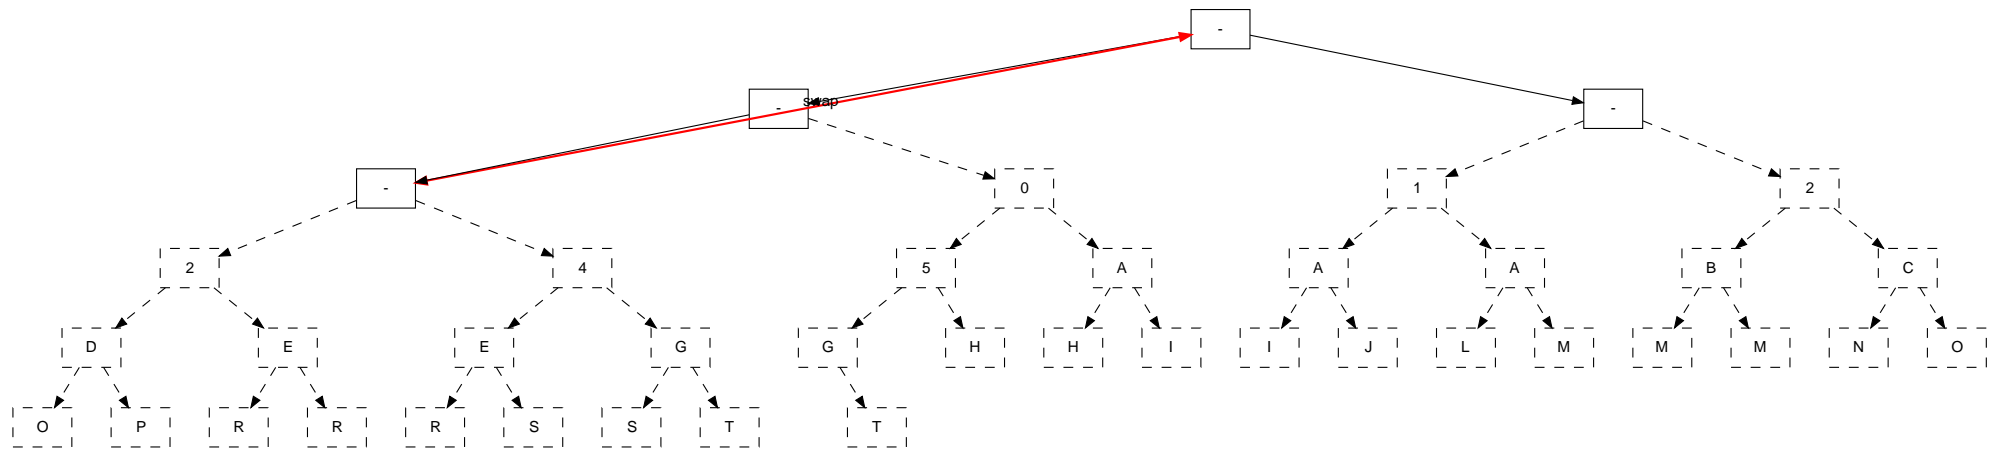 -
- swap -
- 0 1 2
2 4 5 A A A B C
D E E G G H H I I J L M M M N O
O P R R R S S T T